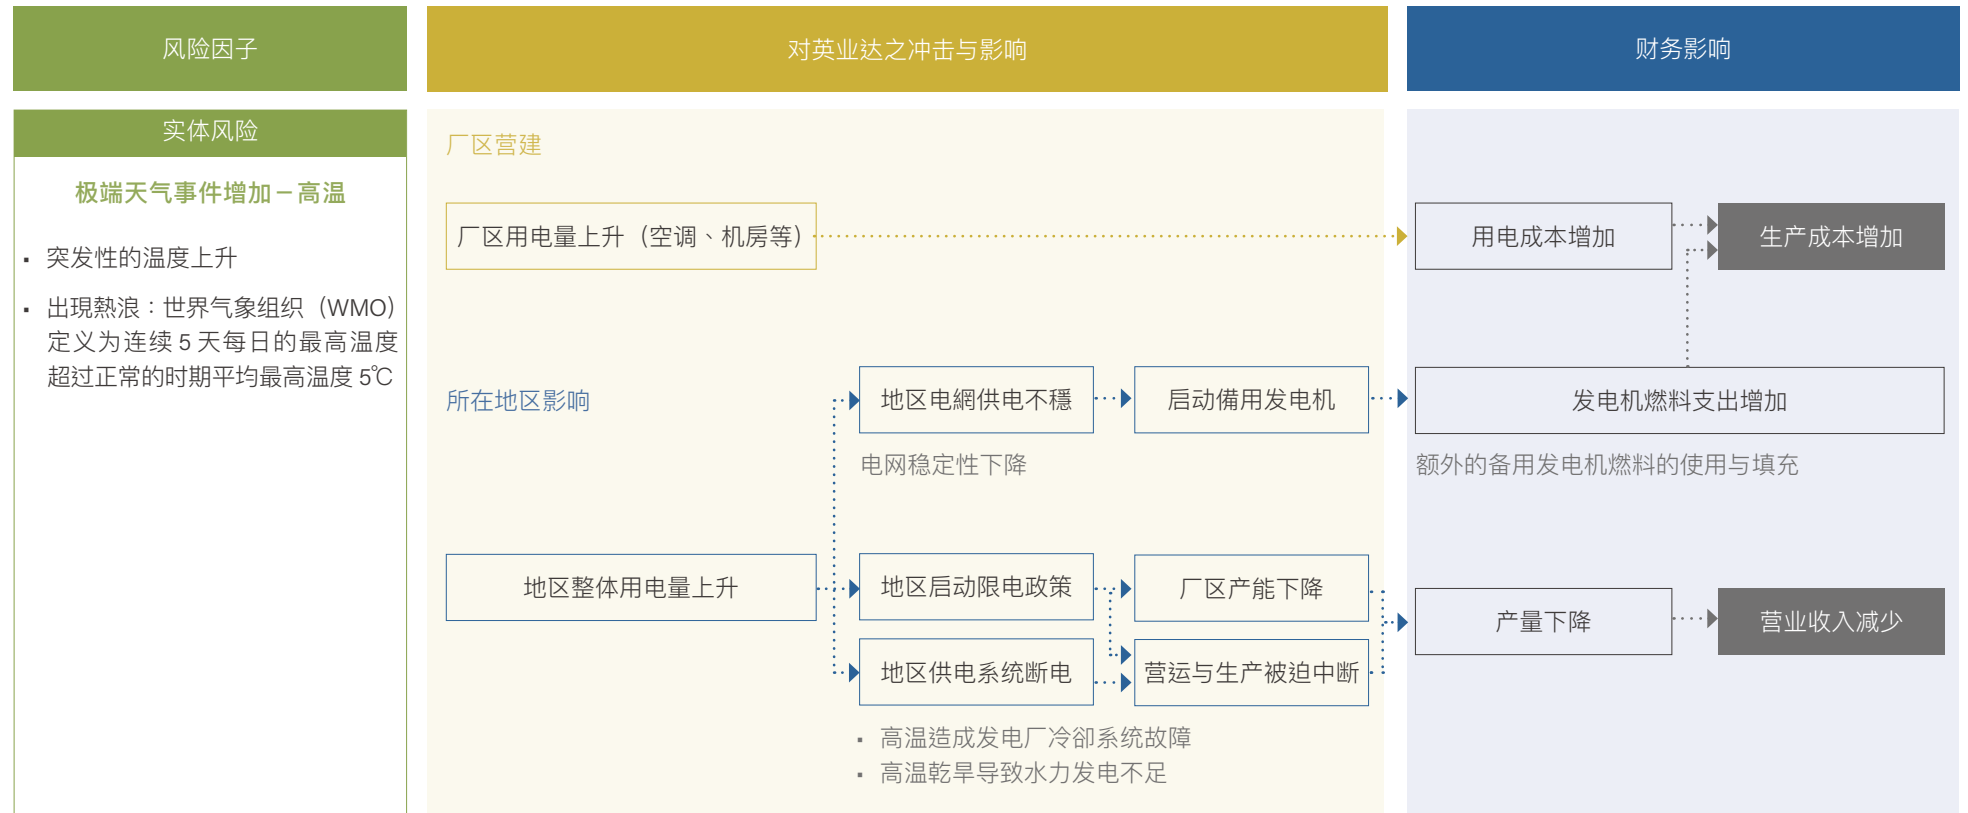 风险因子
对英业达之冲击与影响
财务影响
实体风险
极端天气事件增加－高温
▪ 突发性的温度上升
▪ 出現熱浪：世界气象组织（WMO）
定义为连续 5 天每日的最高温度
超过正常的时期平均最高温度 5℃
厂区营建
厂区用电量上升（空调、机房等）
用电成本增加
生产成本增加
所在地区影响
地区电網供电不穩
启动備用发电机
发电机燃料支出增加
电网稳定性下降
额外的备用发电机燃料的使用与填充
地区整体用电量上升
地区启动限电政策
厂区产能下降
产量下降
营业收入减少
地区供电系统断电
营运与生产被迫中断
▪ 高温造成发电厂冷卻系统故障
▪ 高温乾旱导致水力发电不足